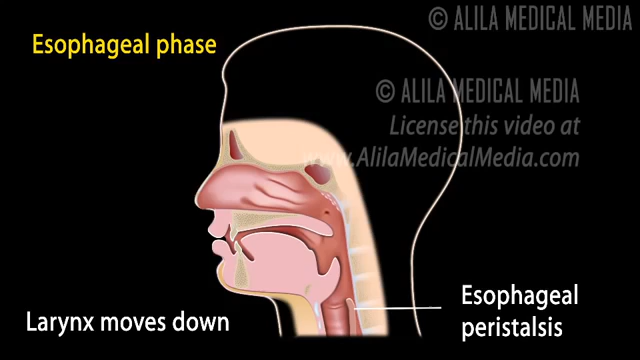 © ALILA MEDICAL MEDIA
Esophageal phase
© ALILA MEDICAL MEDIA
License this video at
www.AlilaMedicalMedia.com
Esophageal
peristalsis
Larynx moves down